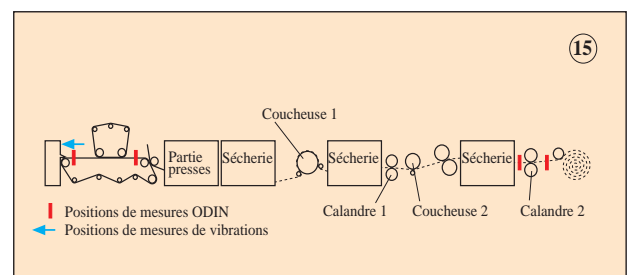 15
Coucheuse 1
Partie
presses
Sécherie
Sécherie
Sécherie
Calandre 1
Coucheuse 2
Calandre 2
Positions de mesures ODIN
Positions de mesures de vibrations